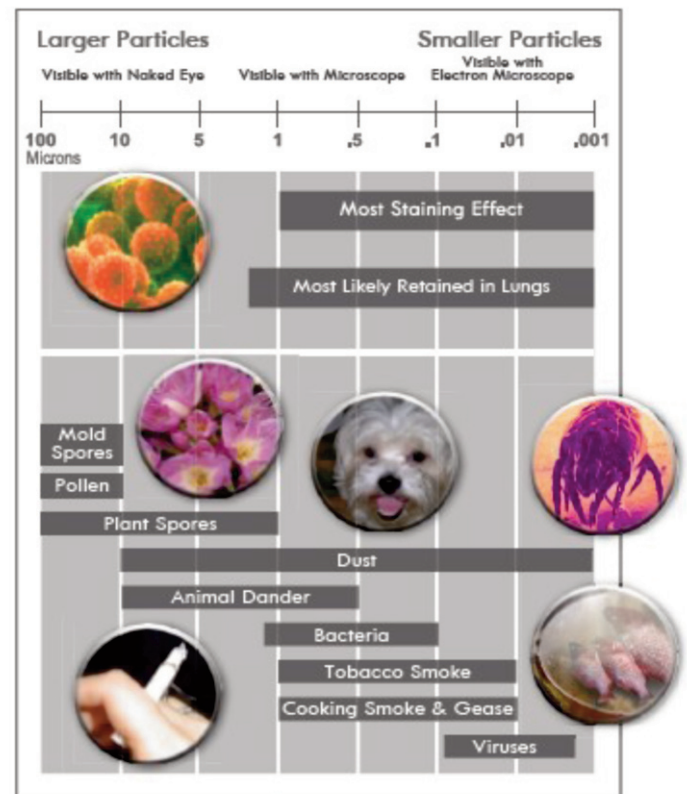 Larger Particles
Smaller Particles
Visible with Naked Eye
Visible with Microscope
Visible with
Electron Microscope
100
10
5
1
.5
.1
.01
.001
Microns
Most Staining Effect
Most Likely Retained in Lungs
Mold
Spores
Pollen
Plant Spores
Dust
Animal Dander
Bacteria
Tobacco Smoke
Cooking Smoke & Gease
Viruses